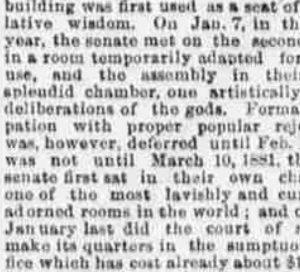 building was first used as a seat of
lative wisdom. On Jan. 7, in th
year, the senate met on the secon
in a room temporarily adapted for
use, and the assembly in thei
splendid chamber, one artistically
deliberations of the gods. Forma
pation with proper popular rej
was, however, deferred until Feb.
was not until March 10, 1881, th
senate first sat in their own ch
one of the most lavishly and cu
adorned rooms in the world ; and
January last did the court of
make its quarters in the sumptuo
fice which has cost already about